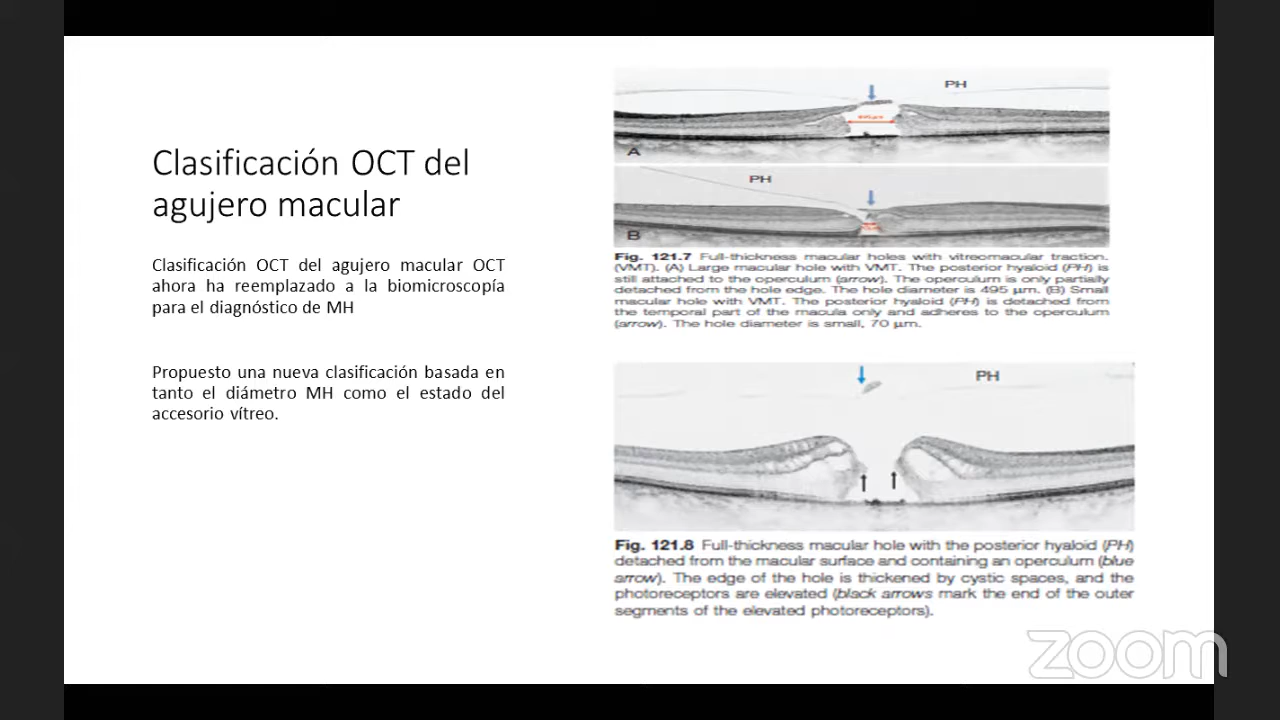 Clasificación OCT del
agujero macular
Clasificación OCT del agujero macular OCT
ahora ha reemplazado a la biomicroscopía
para el diagnóstico de MH
Propuesto una nueva clasificación basada en
tanto el diámetro MH como el estado del
accesorio vítreo.
PH
A
PH
B
Fig. 121.7 Full-thickness macular holes with vitreomacular traction.
(VMT). (A) Large macular hole with VMT. The posterior hyaloid (PH) is
still attached to the operculum (arrow). The operculum is only partially
detached from the hole edge. The hole diameter is 495 μm. (B) Small
macular hole with VMT. The posterior hyaloid (PH) is detached from
the temporal part of the macula only and adheres to the operculum
(arrow). The hole diameter is small, 70 μm.
PH
Fig. 121.8 Full-thickness macular hole with the posterior hyaloid (PH)
detached from the macular surface and containing an operculum (blue
arrow). The edge of the hole is thickened by cystic spaces, and the
photoreceptors are elevated (black arrows mark the end of the outer
segments of the elevated photoreceptors).
zoom